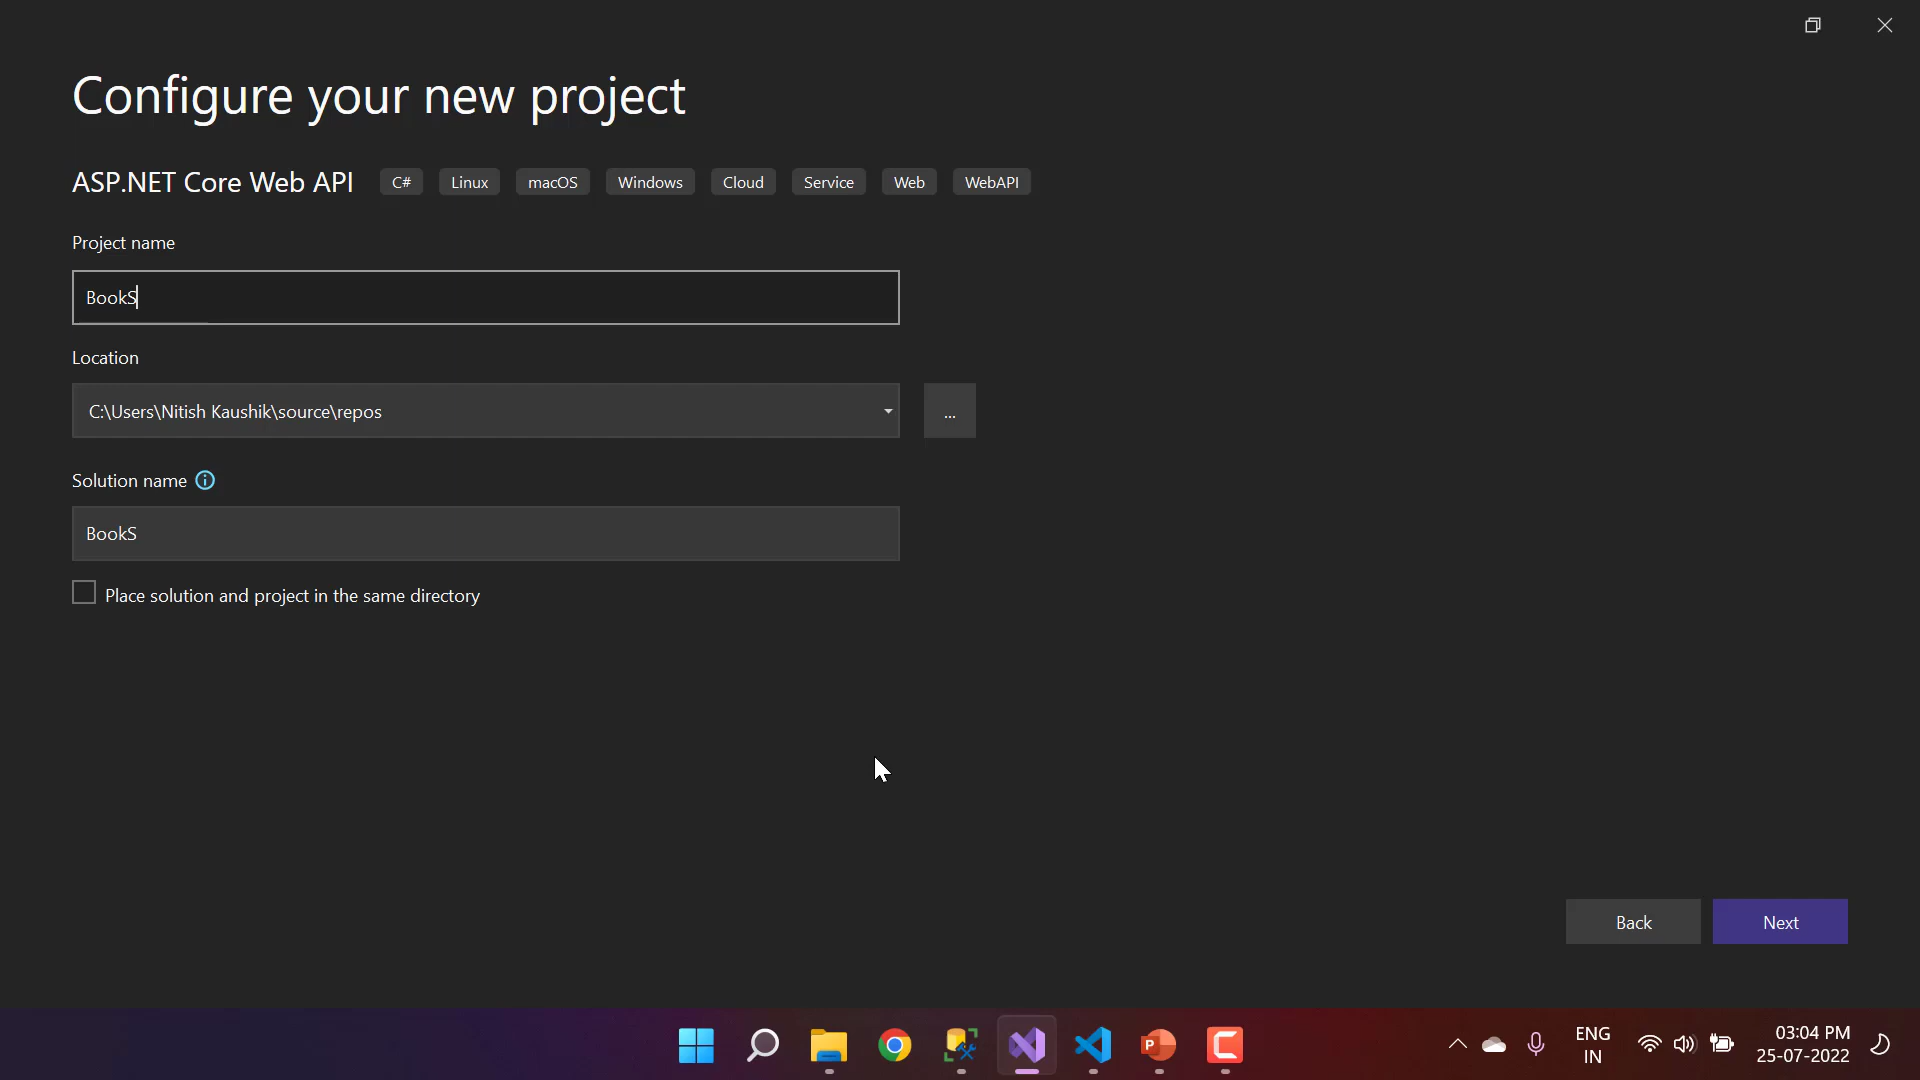 Configure your new project
ASP.NET Core Web API C# Linux macOS Windows Cloud Service Web WebAPI
Project name
BookS
Location
C:\Users\Nitish Kaushik\source\repos
...
Solution name
BookS
Place solution and project in the same directory
Back Next
ENG
IN
03:04 PM
25-07-2022